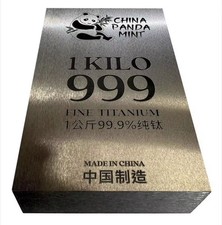 CHINA
PANDA
MINT
1 KILO
999
FINE TITANIUM
1公斤99.9%纯钛
MADE IN CHINA
中国制造